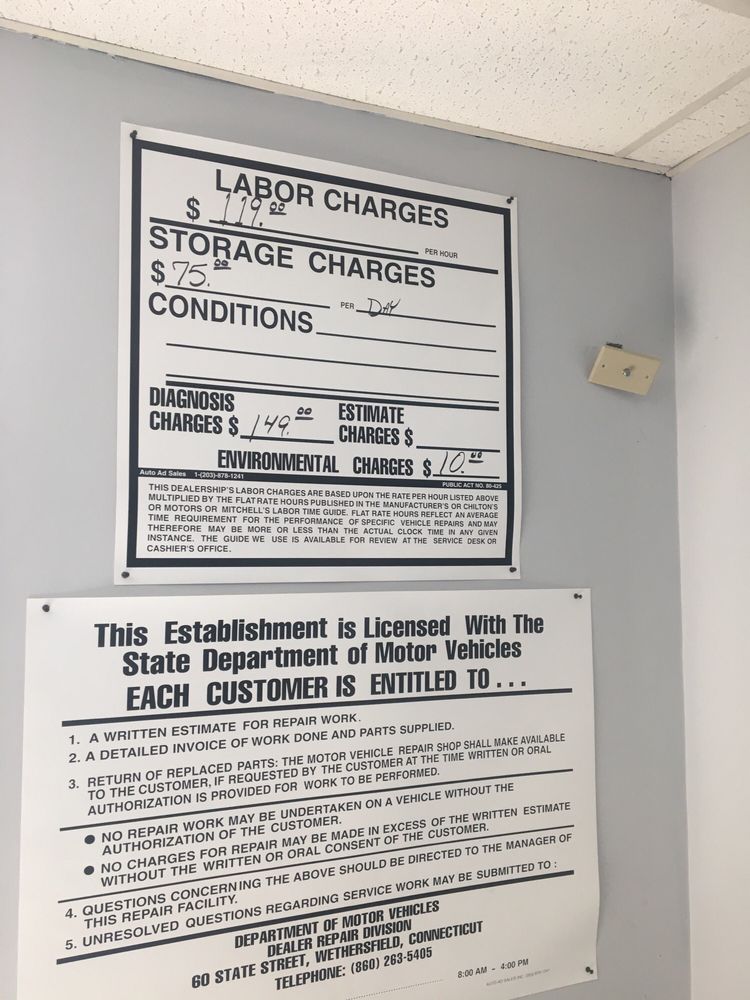 LABOR CHARGES
$ 119.00 PER HOUR
STORAGE CHARGES
$ 75.00 PER DAY
CONDITIONS
DIAGNOSIS
CHARGES $ 149.00
ESTIMATE
CHARGES $
ENVIRONMENTAL CHARGES $ 10.00
Auto Ad Sales 1-(203)-878-1241 PUBLIC ACT NO. 80-425
THIS DEALERSHIP'S LABOR CHARGES ARE BASED UPON THE RATE PER HOUR LISTED ABOVE
MULTIPLIED BY THE FLAT RATE HOURS PUBLISHED IN THE MANUFACTURER'S OR CHILTON'S
OR MOTORS OR MITCHELL'S LABOR TIME GUIDE. FLAT RATE HOURS REFLECT AN AVERAGE
TIME REQUIREMENT FOR THE PERFORMANCE OF SPECIFIC VEHICLE REPAIRS AND MAY
THEREFORE MAY BE MORE OR LESS THAN THE ACTUAL CLOCK TIME IN ANY GIVEN
INSTANCE. THE GUIDE WE USE IS AVAILABLE FOR REVIEW AT THE SERVICE DESK OR
CASHIER'S OFFICE.
This Establishment is Licensed With The
State Department of Motor Vehicles
EACH CUSTOMER IS ENTITLED TO . . .
1. A WRITTEN ESTIMATE FOR REPAIR WORK.
2. A DETAILED INVOICE OF WORK DONE AND PARTS SUPPLIED.
3. RETURN OF REPLACED PARTS: THE MOTOR VEHICLE REPAIR SHOP SHALL MAKE AVAILABLE
TO THE CUSTOMER, IF REQUESTED BY THE CUSTOMER AT THE TIME WRITTEN OR ORAL
AUTHORIZATION IS PROVIDED FOR WORK TO BE PERFORMED.
● NO REPAIR WORK MAY BE UNDERTAKEN ON A VEHICLE WITHOUT THE
AUTHORIZATION OF THE CUSTOMER.
● NO CHARGES FOR REPAIR MAY BE MADE IN EXCESS OF THE WRITTEN ESTIMATE
WITHOUT THE WRITTEN OR ORAL CONSENT OF THE CUSTOMER.
4. QUESTIONS CONCERNING THE ABOVE SHOULD BE DIRECTED TO THE MANAGER OF
THIS REPAIR FACILITY.
5. UNRESOLVED QUESTIONS REGARDING SERVICE WORK MAY BE SUBMITTED TO :
DEPARTMENT OF MOTOR VEHICLES
DEALER REPAIR DIVISION
60 STATE STREET, WETHERSFIELD, CONNECTICUT
TELEPHONE: (860) 263-5405
8:00 AM - 4:00 PM